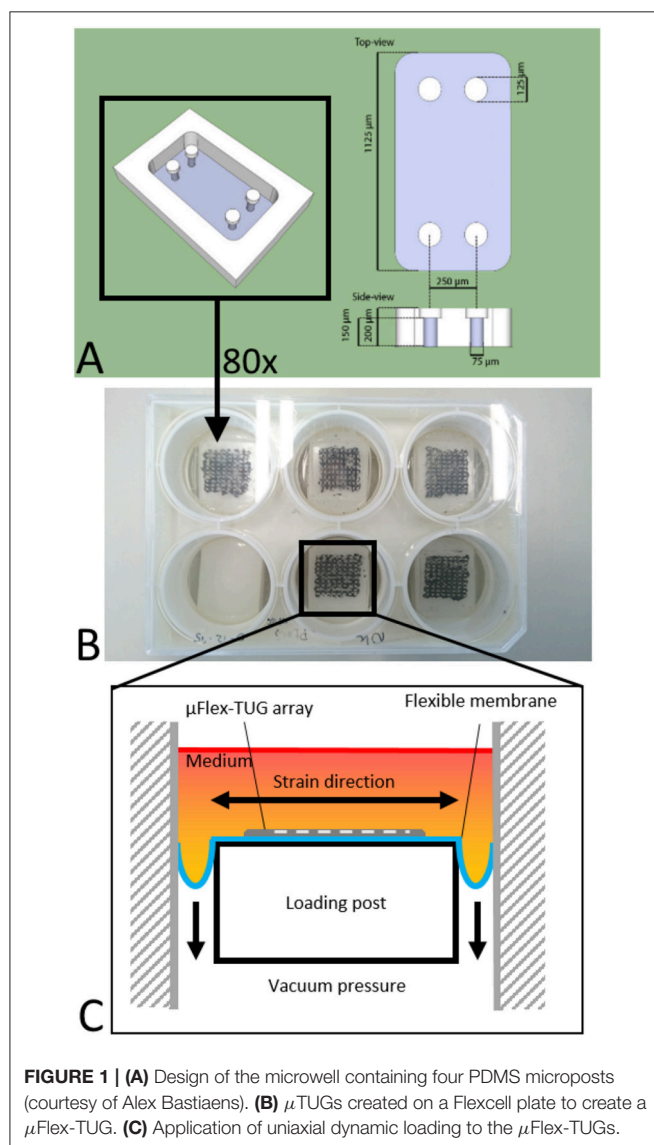 Top-view
1125 µm
125 µm
250 µm
Side-view
150 µm
200 µm
75 µm
A
80x
B
µFlex-TUG array
Flexible membrane
Medium
Strain direction
Loading post
Vacuum pressure
C
FIGURE 1 | (A) Design of the microwell containing four PDMS microposts
(courtesy of Alex Bastiaens). (B) µTUGs created on a Flexcell plate to create a
µFlex-TUG. (C) Application of uniaxial dynamic loading to the µFlex-TUGs.